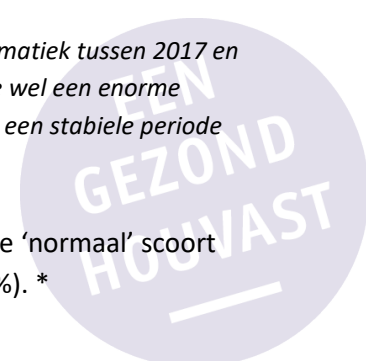 matiek tussen 2017 en
wel een enorme
een stabiele periode
EEN
GEZOND
HOUVAST
e ‘normaal’ scoort
%). *